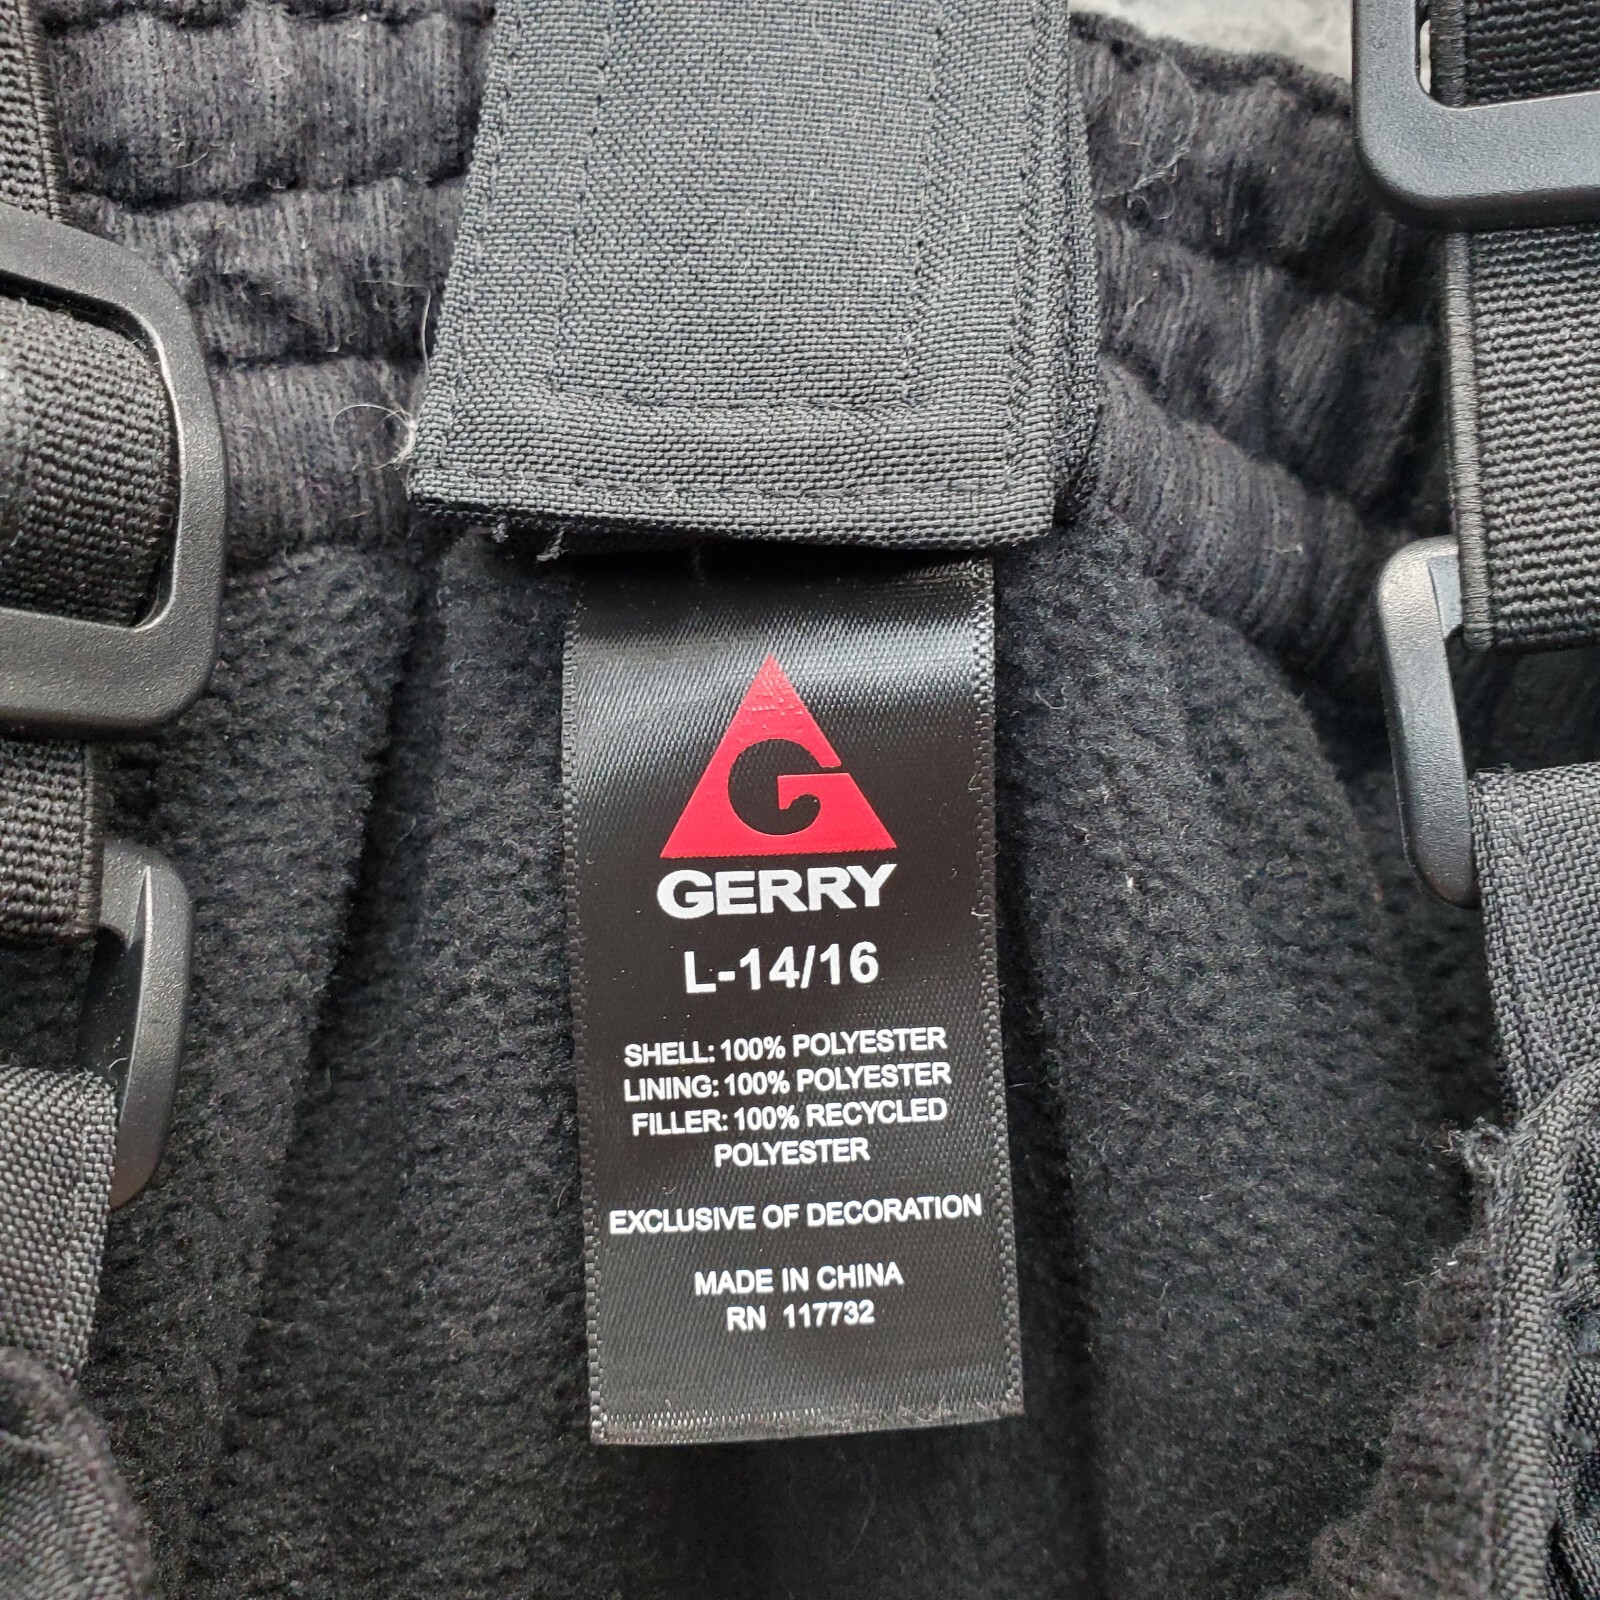 G
GERRY
L-14/16
SHELL: 100% POLYESTER
LINING: 100% POLYESTER
FILLER: 100% RECYCLED
POLYESTER
EXCLUSIVE OF DECORATION
MADE IN CHINA
RN 117732